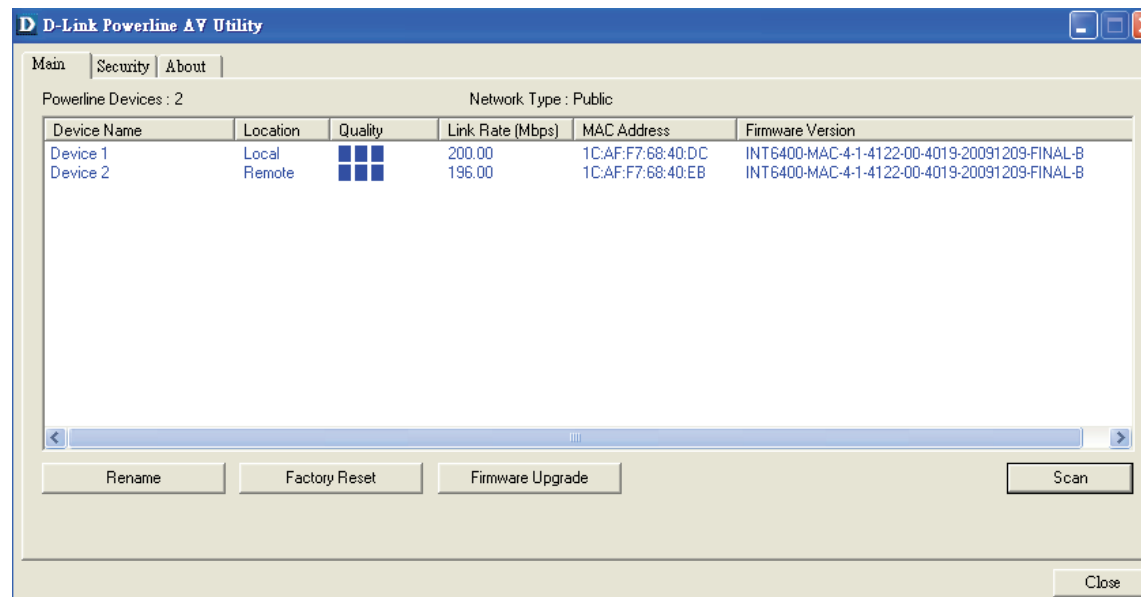 D D-Link Powerline AV Utility
Main Security About
Powerline Devices : 2 Network Type : Public
Device Name Location Quality Link Rate (Mbps) MAC Address Firmware Version
Device 1 Local 200.00 1C:AF:F7:68:40:DC INT6400-MAC-4-1-4122-00-4019-20091209-FINAL-B
Device 2 Remote 196.00 1C:AF:F7:68:40:EB INT6400-MAC-4-1-4122-00-4019-20091209-FINAL-B
Rename Factory Reset Firmware Upgrade Scan
Close